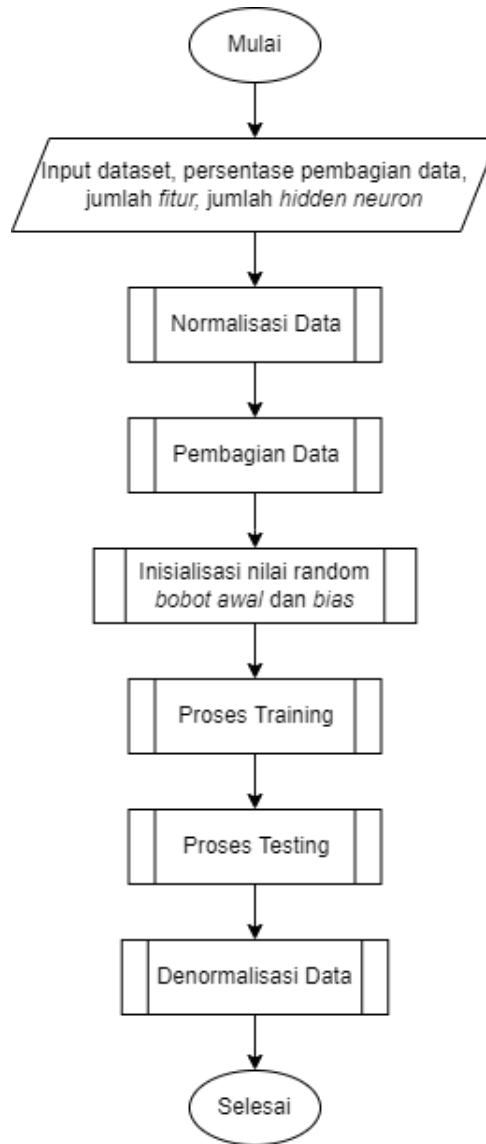 Mulai
Input dataset, persentase pembagian data,
jumlah fitur, jumlah hidden neuron
Normalisasi Data
Pembagian Data
Inisialisasi nilai random
bobot awal dan bias
Proses Training
Proses Testing
Denormalisasi Data
Selesai